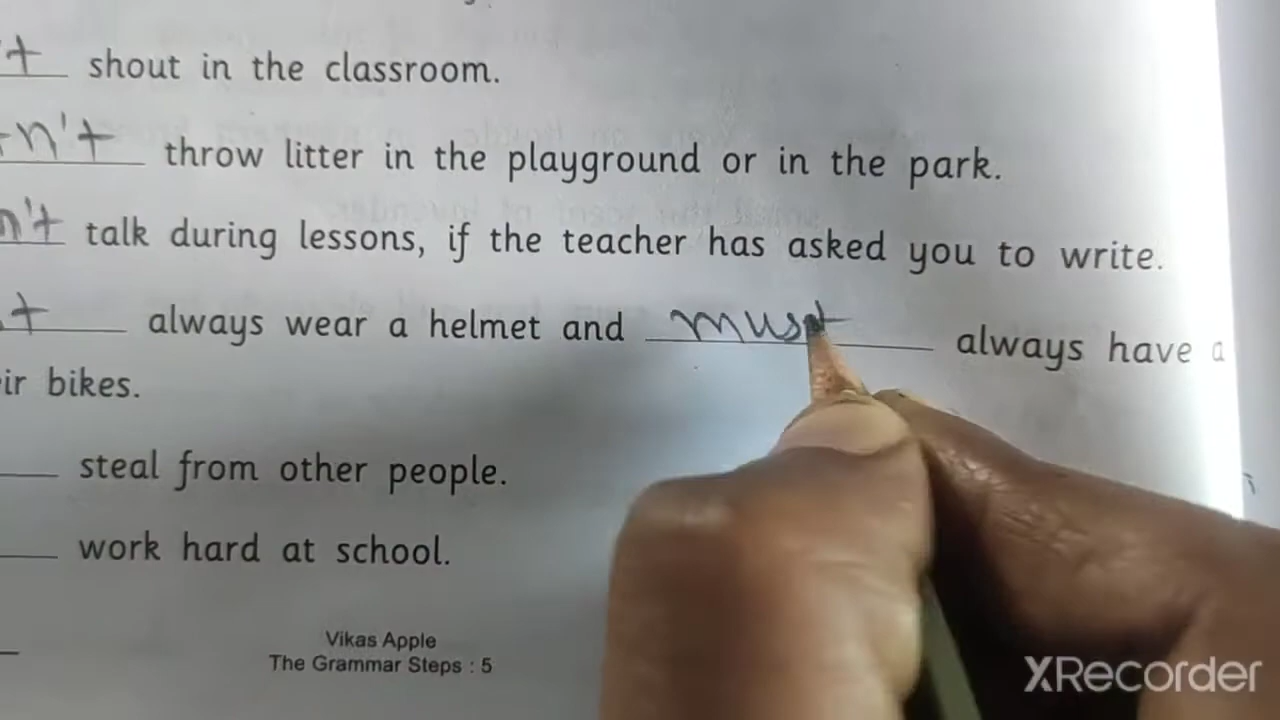 shout in the classroom.
n't throw litter in the playground or in the park.
n't talk during lessons, if the teacher has asked you to write.
t always wear a helmet and must always have a
ir bikes.
steal from other people.
work hard at school.
Vikas Apple
The Grammar Steps : 5
XRecorder